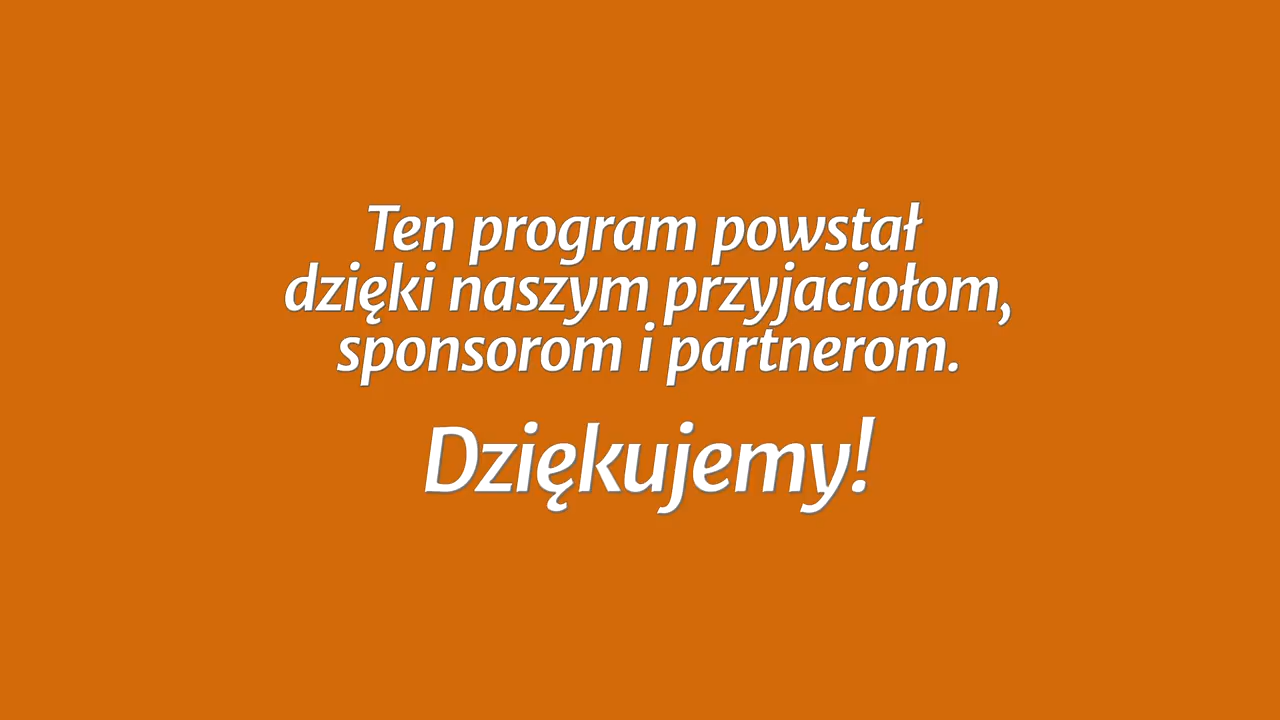 Ten program powstał
dzięki naszym przyjaciołom,
sponsorom i partnerom.
Dziękujemy!